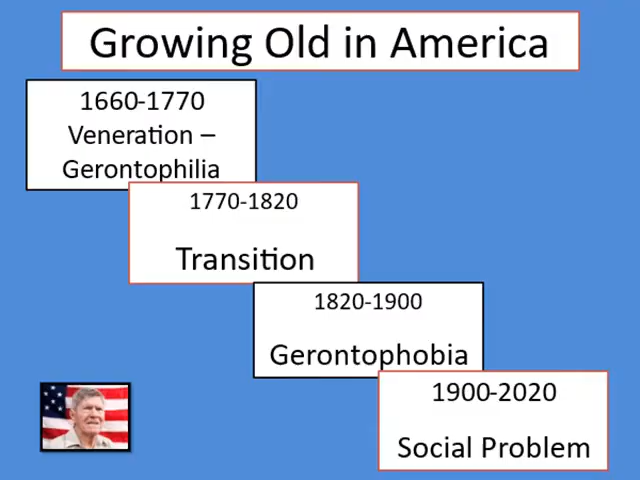 Growing Old in America
1660-1770
Veneration –
Gerontophilia
1770-1820
Transition
1820-1900
Gerontophobia
1900-2020
Social Problem